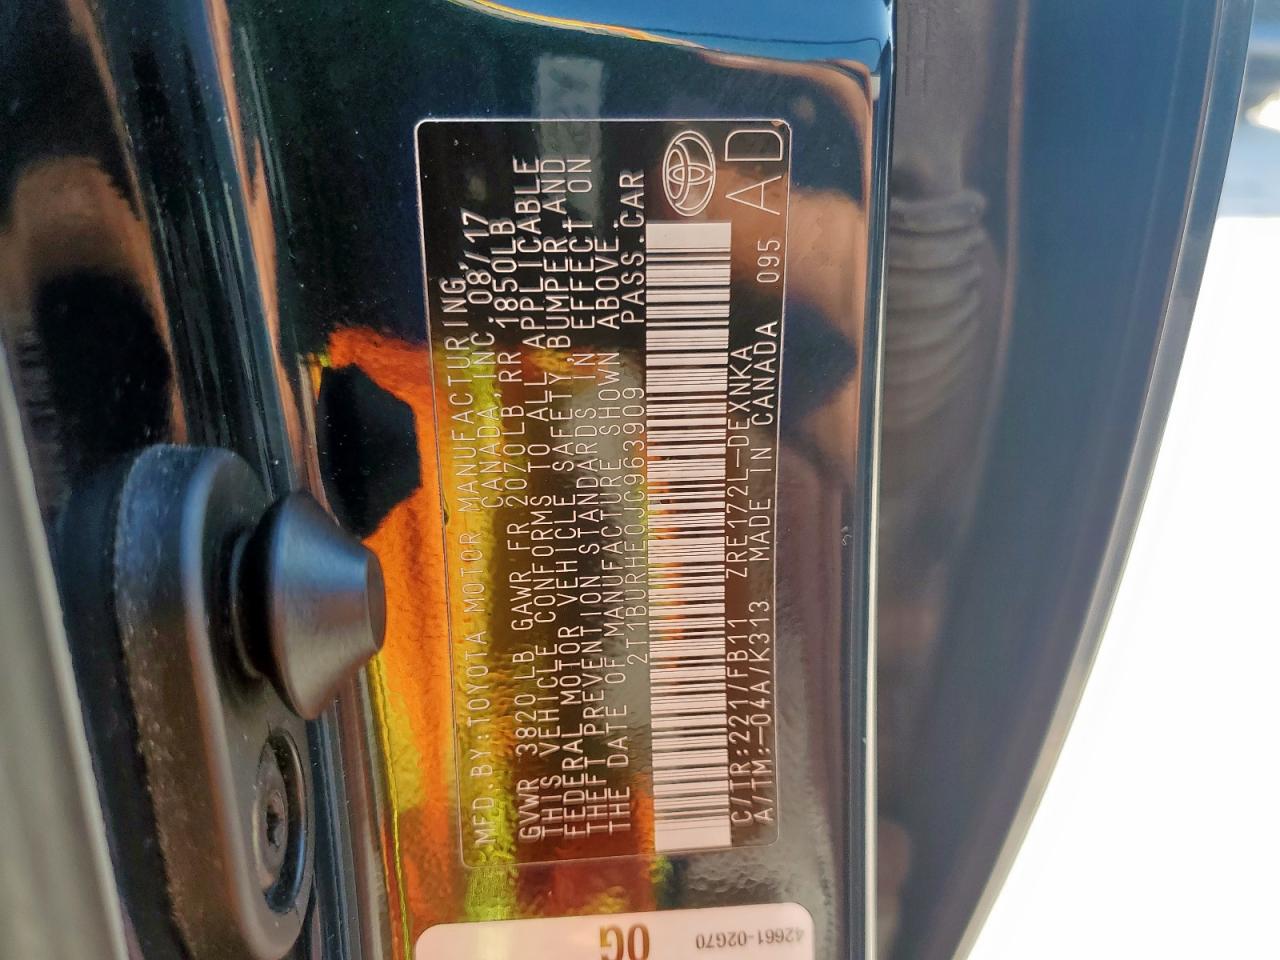 MFD. BY: TOYOTA MOTOR MANUFACTURING,
CANADA, INC. 08/17
GVWR 3820 LB GAWR FR 2020LB, RR 1850LB
THIS VEHICLE CONFORMS TO ALL APPLICABLE
FEDERAL MOTOR VEHICLE SAFETY, BUMPER AND
THEFT PREVENTION STANDARDS IN EFFECT ON
THE DATE OF MANUFACTURE SHOWN ABOVE.
2T1BURHE0JC963909 PASS. CAR
C/TR: 221/FB11 ZRE172L-DEXNKA
A/TM: -04A/K313 MADE IN CANADA 095 AD
42661-02G70
0G